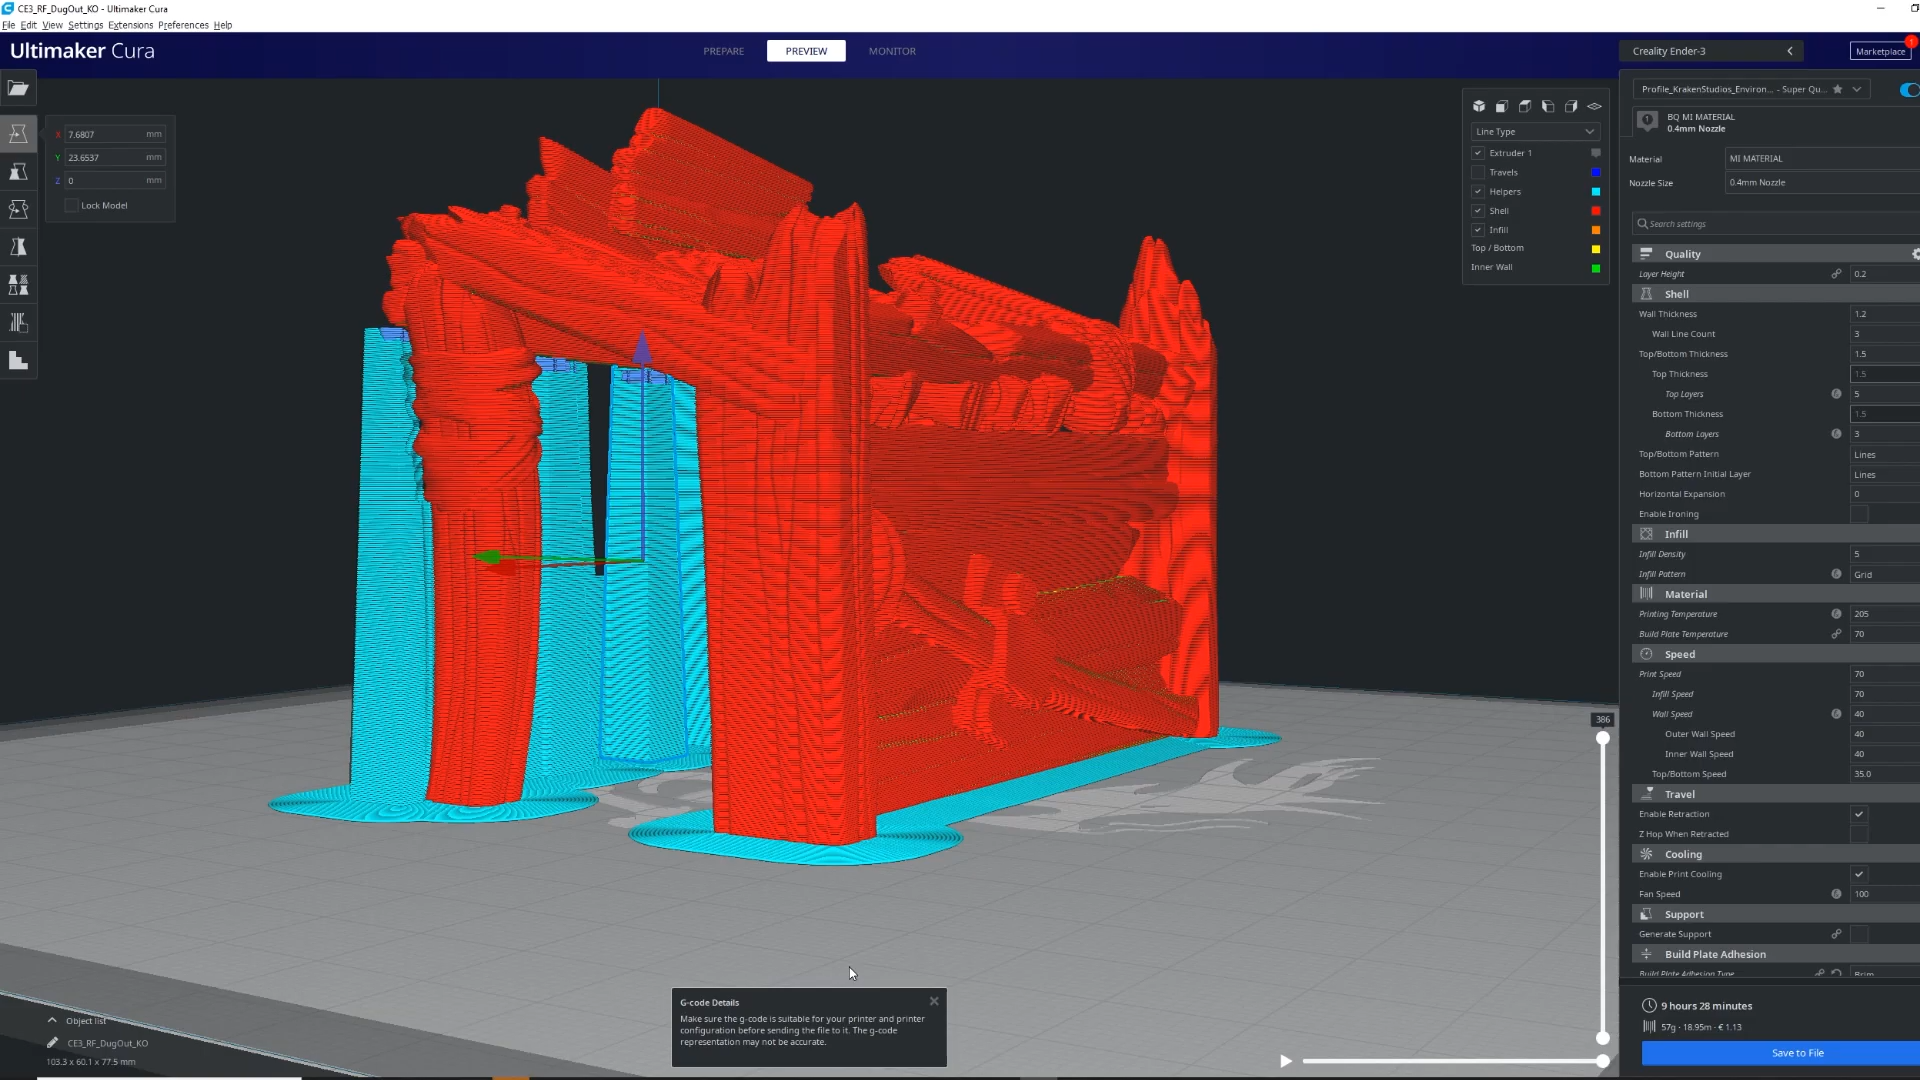 CE3_RF_DugOut_KO - Ultimaker Cura
File Edit View Settings Extensions Preferences Help
Ultimaker Cura
PREPARE
PREVIEW
MONITOR
Creality Ender-3
Marketplace
1
X 7.6807 mm
Y 23.6537 mm
Z 0 mm
Lock Model
Line Type
Extruder 1
Travels
Helpers
Shell
Infill
Top / Bottom
Inner Wall
Profile_KrakenStudios_Environ... - Super Qu...
1
BQ MI MATERIAL
0.4mm Nozzle
Material MI MATERIAL
Nozzle Size 0.4mm Nozzle
Search settings
Quality
Layer Height 0.2
Shell
Wall Thickness 1.2
Wall Line Count 3
Top/Bottom Thickness 1.5
Top Thickness 1.5
Top Layers 5
Bottom Thickness 1.5
Bottom Layers 3
Top/Bottom Pattern Lines
Bottom Pattern Initial Layer Lines
Horizontal Expansion 0
Enable Ironing
Infill
Infill Density 5
Infill Pattern Grid
Material
Printing Temperature 205
Build Plate Temperature 70
Speed
Print Speed 70
Infill Speed 70
Wall Speed 40
Outer Wall Speed 40
Inner Wall Speed 40
Top/Bottom Speed 35.0
Travel
Enable Retraction
Z Hop When Retracted
Cooling
Enable Print Cooling
Fan Speed 100
Support
Generate Support
Build Plate Adhesion
Build Plate Adhesion Type Brim
386
G-code Details
Make sure the g-code is suitable for your printer and printer
configuration before sending the file to it. The g-code
representation may not be accurate.
Object list
CE3_RF_DugOut_KO
103.3 x 60.1 x 77.5 mm
9 hours 28 minutes
57g · 18.95m · € 1.13
Save to File